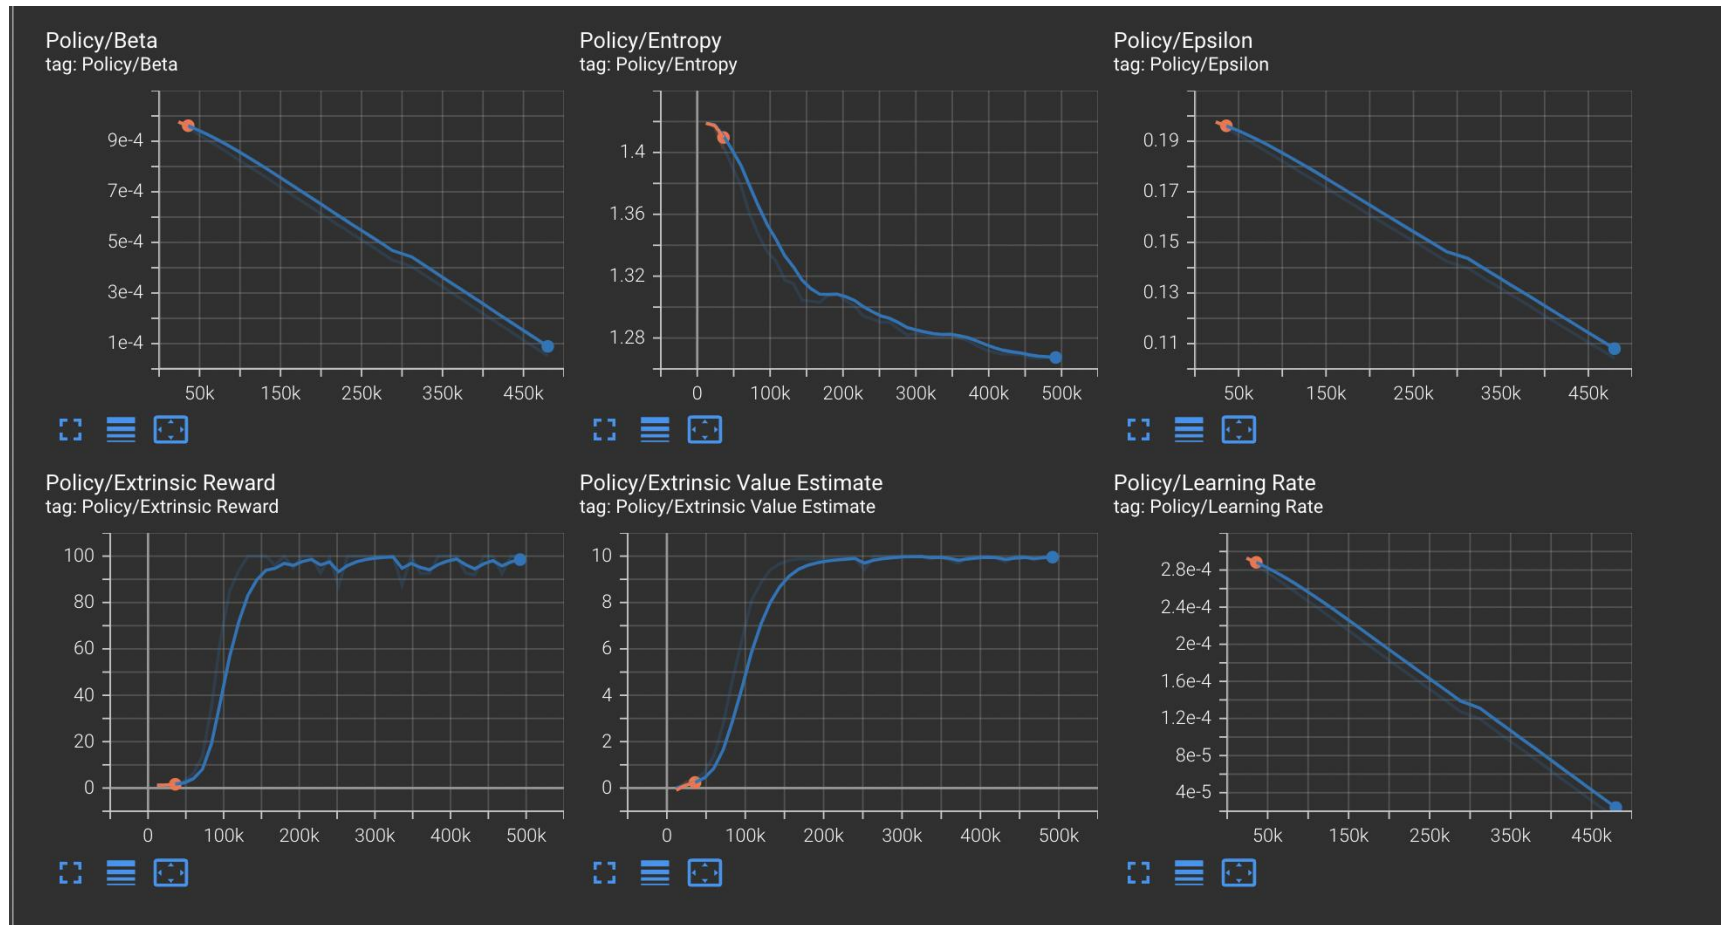 Policy/Beta
tag: Policy/Beta
9e-4
7e-4
5e-4
3e-4
1e-4
50k 150k 250k 350k 450k
Policy/Entropy
tag: Policy/Entropy
1.4
1.36
1.32
1.28
0 100k 200k 300k 400k 500k
Policy/Epsilon
tag: Policy/Epsilon
0.19
0.17
0.15
0.13
0.11
50k 150k 250k 350k 450k
Policy/Extrinsic Reward
tag: Policy/Extrinsic Reward
100
80
60
40
20
0
0 100k 200k 300k 400k 500k
Policy/Extrinsic Value Estimate
tag: Policy/Extrinsic Value Estimate
10
8
6
4
2
0
0 100k 200k 300k 400k 500k
Policy/Learning Rate
tag: Policy/Learning Rate
2.8e-4
2.4e-4
2e-4
1.6e-4
1.2e-4
8e-5
4e-5
50k 150k 250k 350k 450k